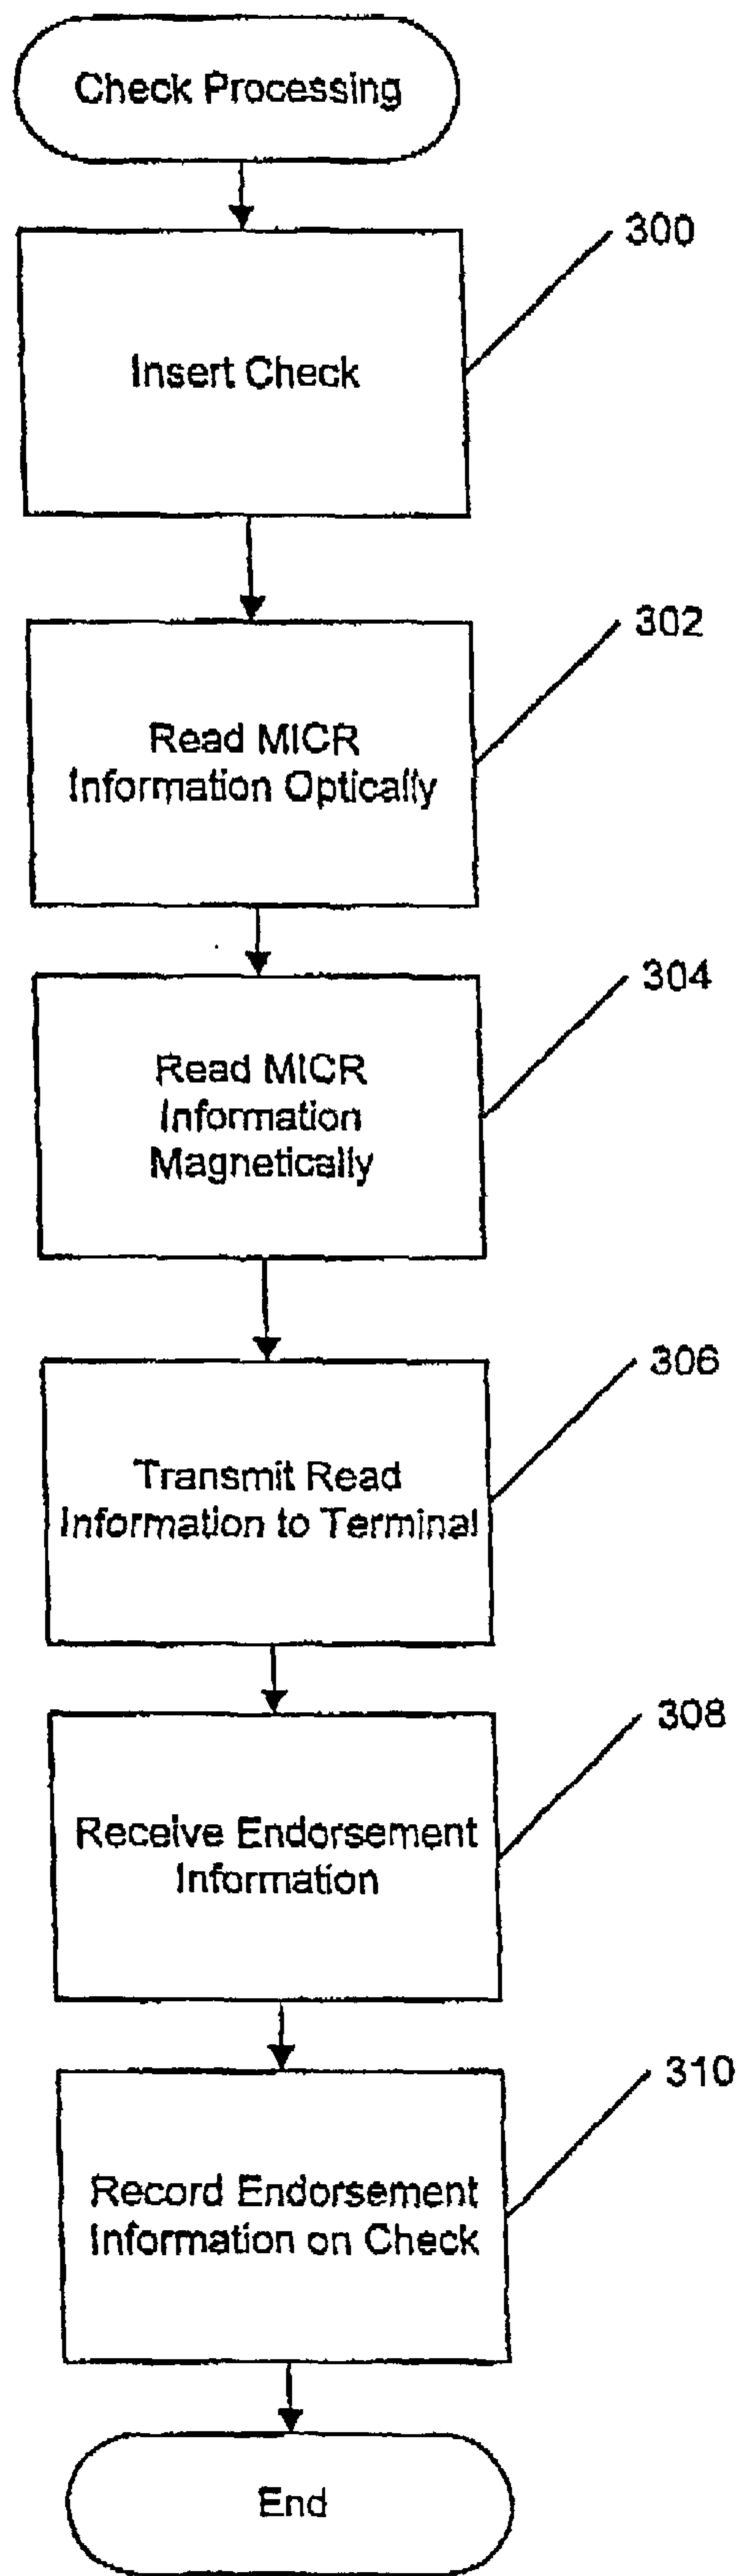 Check Processing
300
Insert Check
302
Read MICR
Information Optically
304
Read MICR
Information
Magnetically
306
Transmit Read
Information to Terminal
308
Receive Endorsement
Information
310
Record Endorsement
Information on Check
End